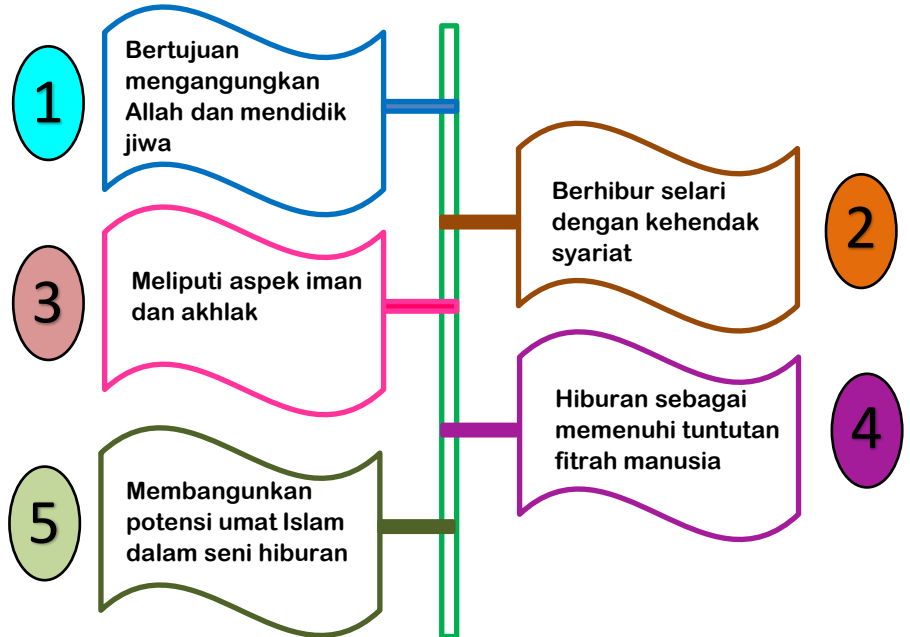 1
Bertujuan
mengangungkan
Allah dan mendidik
jiwa
2
Berhibur selari
dengan kehendak
syariat
3
Meliputi aspek iman
dan akhlak
4
Hiburan sebagai
memenuhi tuntutan
fitrah manusia
5
Membangunkan
potensi umat Islam
dalam seni hiburan